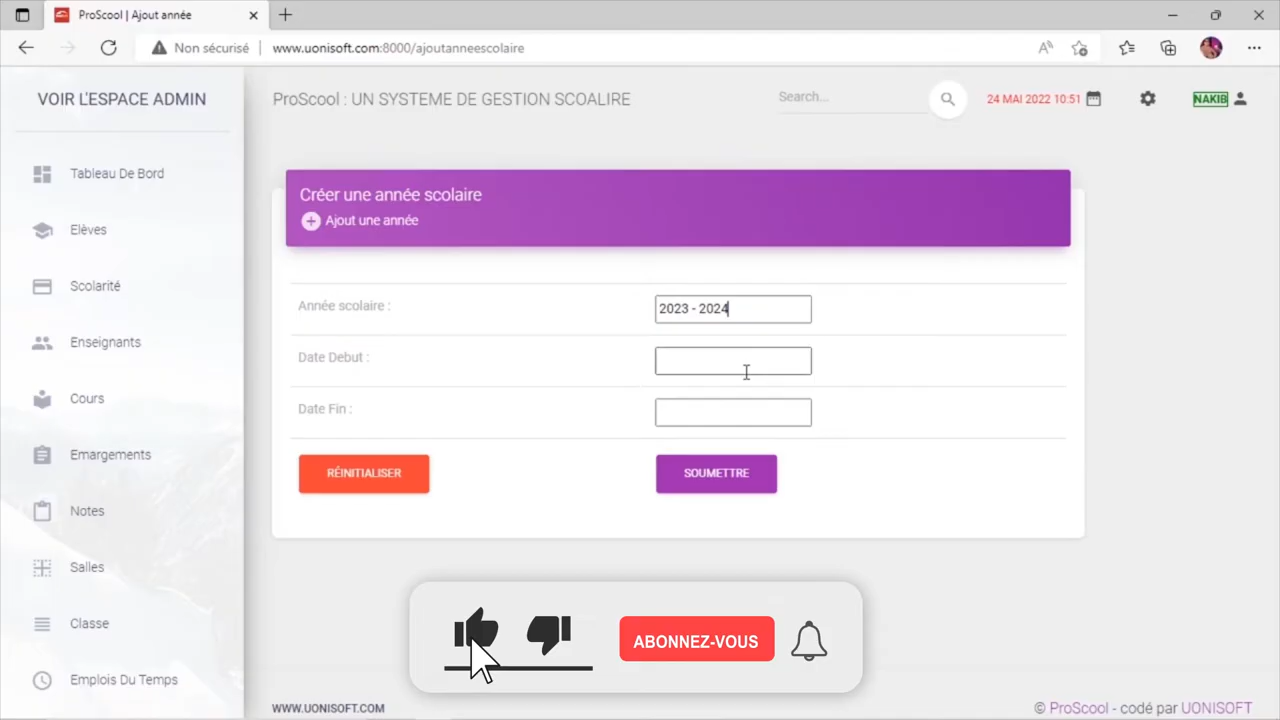 ProScool | Ajout année
Non sécurisé
www.uonisoft.com:8000/ajoutanneescolaire
VOIR L'ESPACE ADMIN
ProScool : UN SYSTEME DE GESTION SCOALIRE
Search...
24 MAI 2022 10:51
NAKIB
Tableau De Bord
Elèves
Scolarité
Enseignants
Cours
Emargements
Notes
Salles
Classe
Emplois Du Temps
Créer une année scolaire
Ajout une année
Année scolaire :
2023 - 2024
Date Debut :
Date Fin :
RÉINITIALISER
SOUMETTRE
ABONNEZ-VOUS
WWW.UONISOFT.COM
© ProScool - codé par UONISOFT